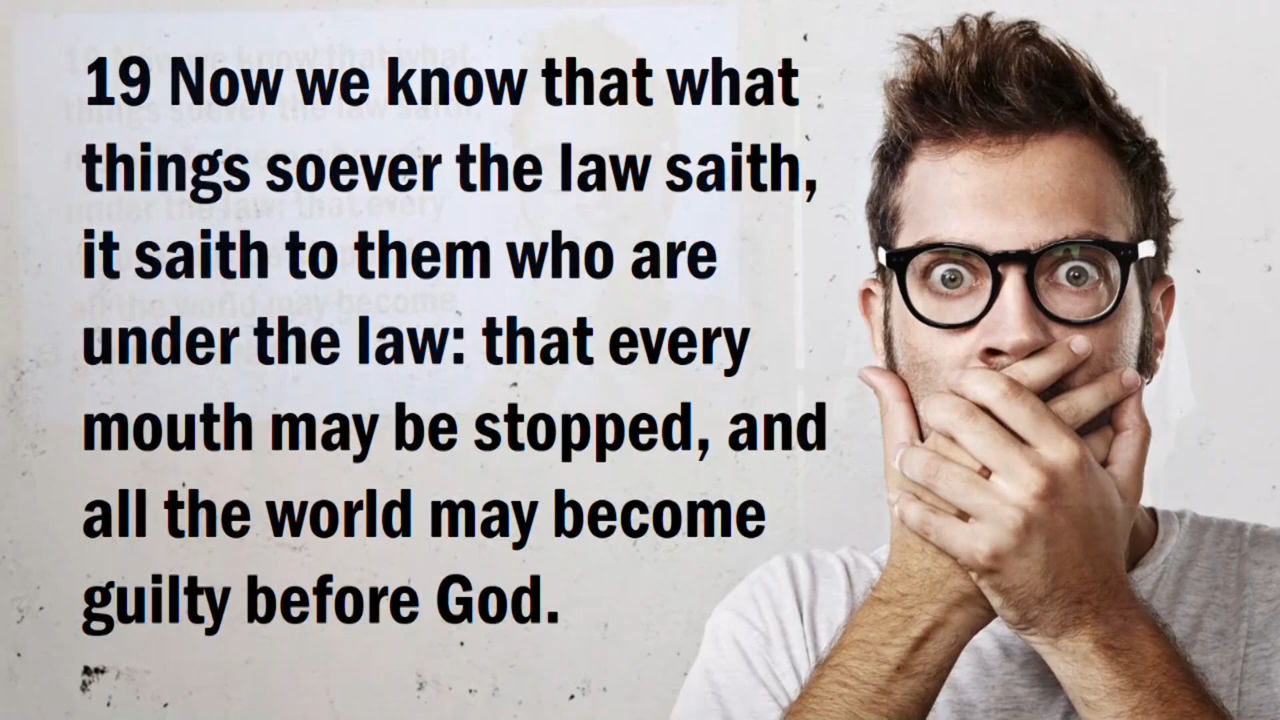 19 Now we know that what
things soever the law saith,
it saith to them who are
under the law: that every
mouth may be stopped, and
all the world may become
guilty before God.